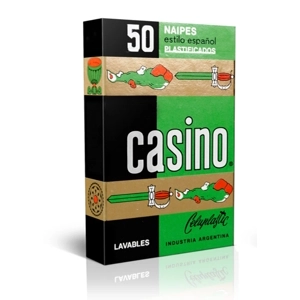 50 NAIPES
estilo español
PLASTIFICADOS
casino
Celuplastic
LAVABLES
INDUSTRIA ARGENTINA